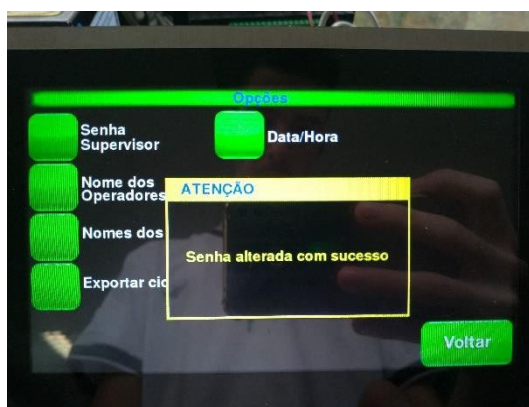 Opções
Senha
Supervisor
Data/Hora
Nome dos
Operadores
ATENÇÃO
Nomes dos
Senha alterada com sucesso
Exportar cic
Voltar